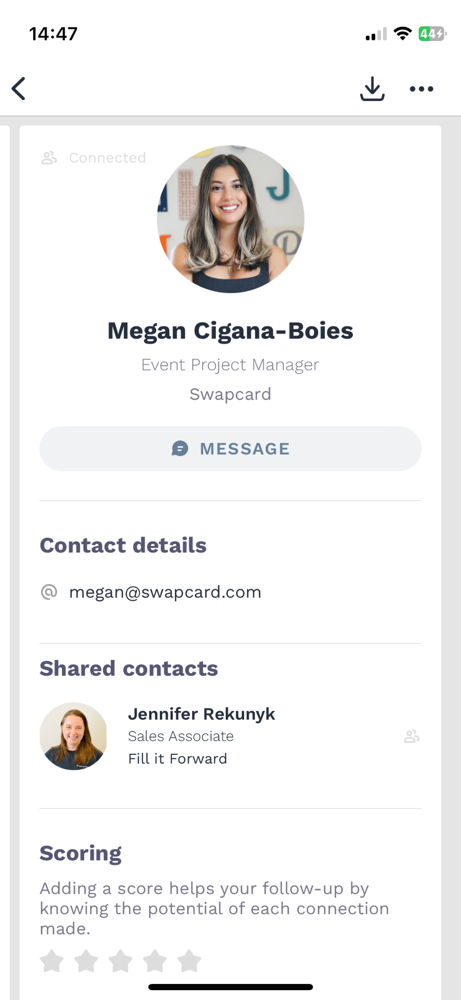 14:47
44
Connected
Megan Cigana-Boies
Event Project Manager
Swapcard
MESSAGE
Contact details
megan@swapcard.com
Shared contacts
Jennifer Rekunyk
Sales Associate
Fill it Forward
Scoring
Adding a score helps your follow-up by
knowing the potential of each connection
made.